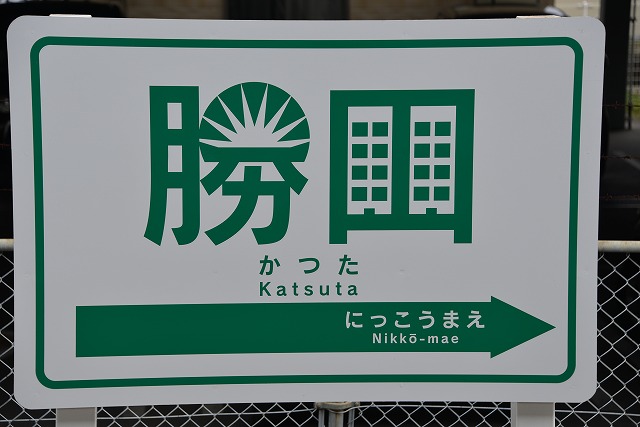 勝田
かつた
Katsuta
にっこうまえ
Nikkō-mae